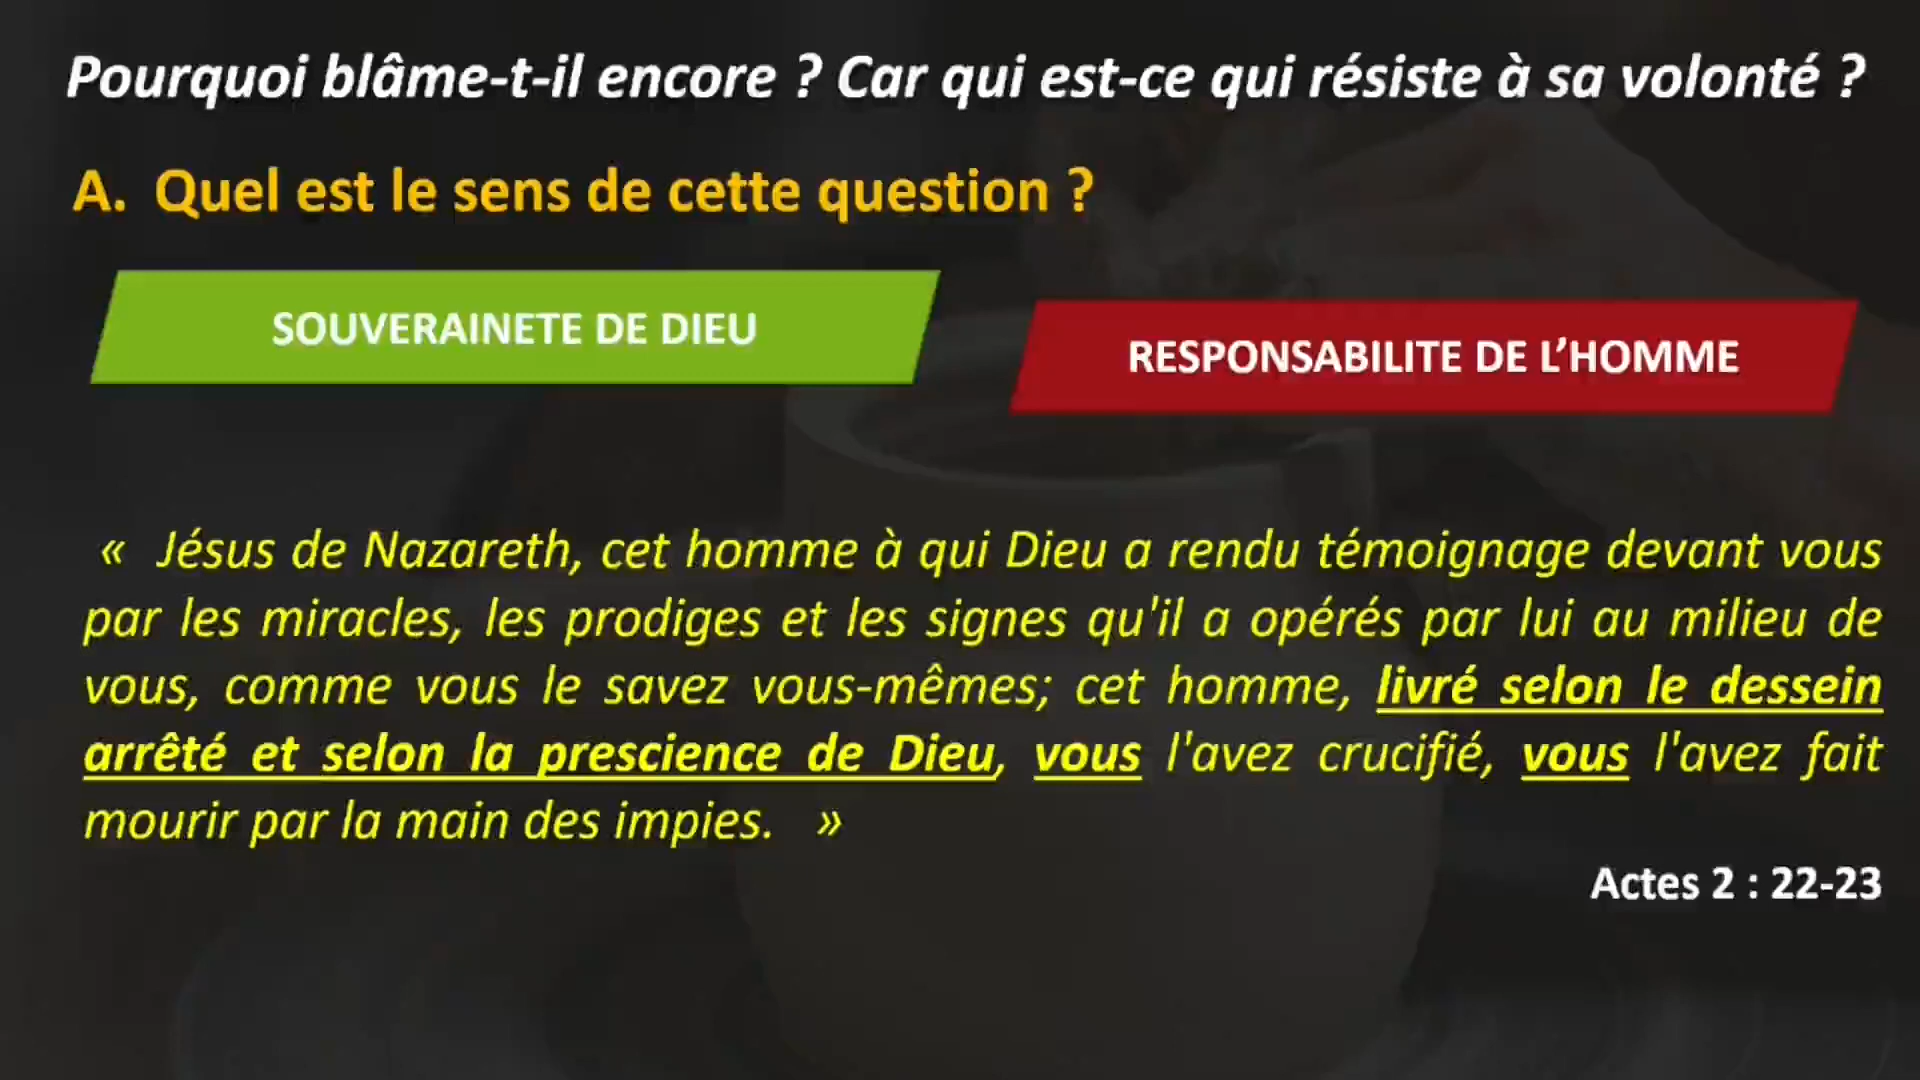 Pourquoi blâme-t-il encore ? Car qui est-ce qui résiste à sa volonté ?
A. Quel est le sens de cette question ?
SOUVERAINETE DE DIEU
RESPONSABILITE DE L’HOMME
« Jésus de Nazareth, cet homme à qui Dieu a rendu témoignage devant vous
par les miracles, les prodiges et les signes qu'il a opérés par lui au milieu de
vous, comme vous le savez vous-mêmes; cet homme, livré selon le dessein
arrêté et selon la prescience de Dieu, vous l'avez crucifié, vous l'avez fait
mourir par la main des impies. »
Actes 2 : 22-23